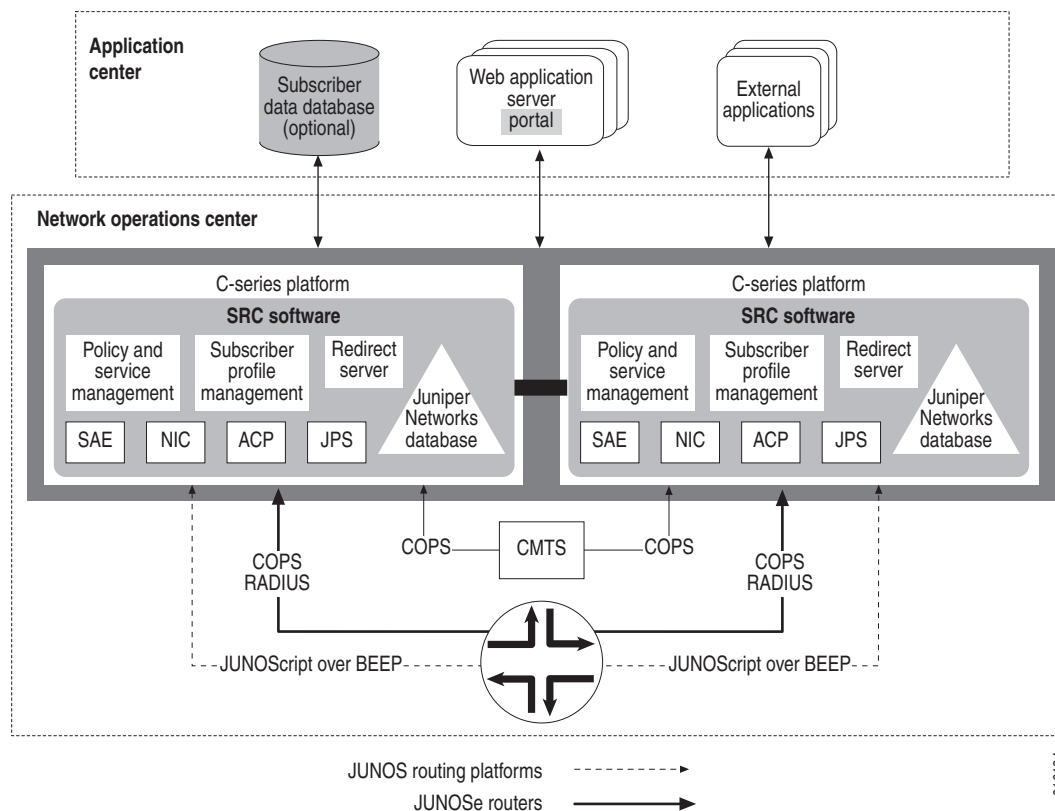 Application
center
Subscriber
data database
(optional)
Web application
server
portal
External
applications
Network operations center
C-series platform
SRC software
Policy and
service
management
Subscriber
profile
management
Redirect
server
Juniper
Networks
database
SAE
NIC
ACP
JPS
C-series platform
SRC software
Policy and
service
management
Subscriber
profile
management
Redirect
server
Juniper
Networks
database
SAE
NIC
ACP
JPS
COPS
CMTS
COPS
COPS
RADIUS
COPS
RADIUS
JUNOScript over BEEP
JUNOScript over BEEP
JUNOS routing platforms
JUNOSe routers